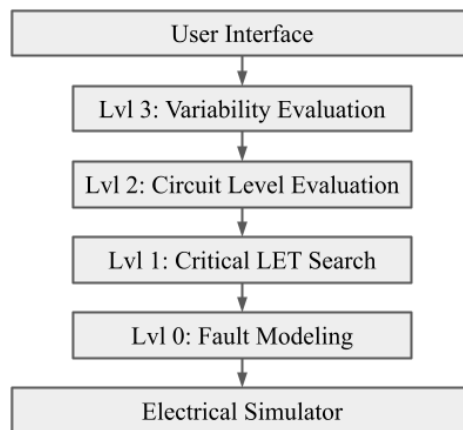 User Interface
Lvl 3: Variability Evaluation
Lvl 2: Circuit Level Evaluation
Lvl 1: Critical LET Search
Lvl 0: Fault Modeling
Electrical Simulator